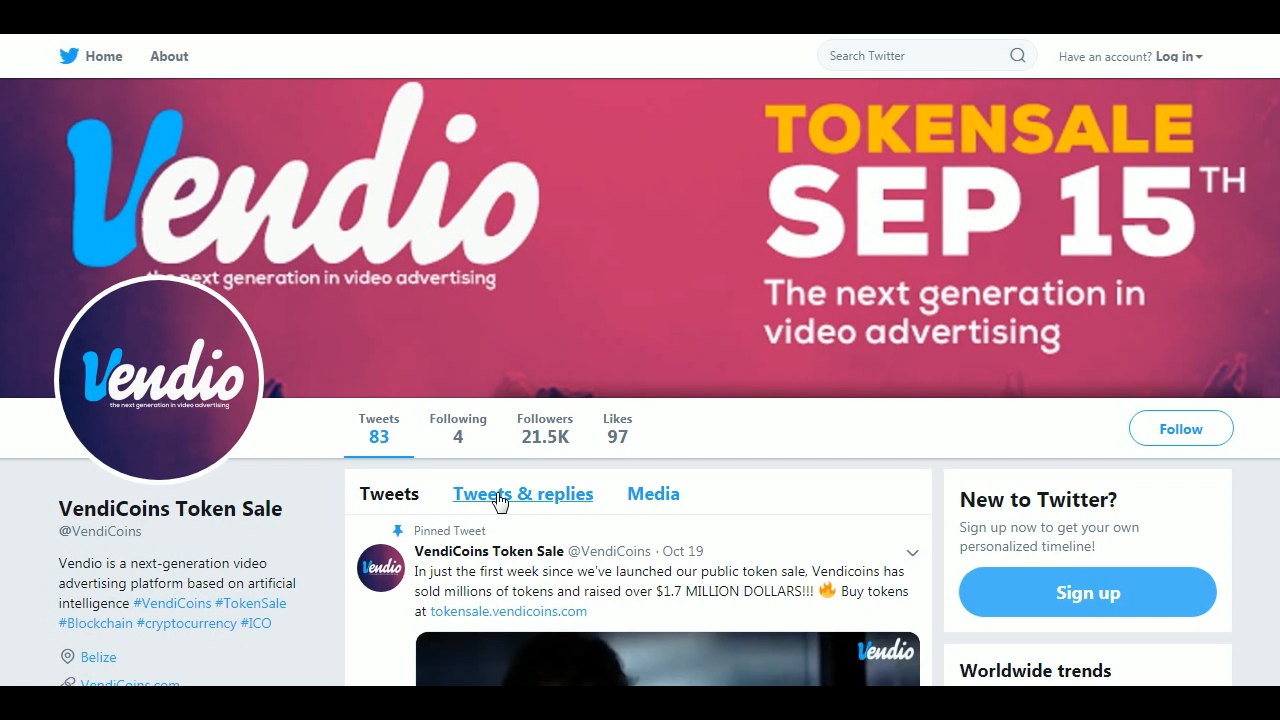 Home About Search Twitter Have an account? Log in
Vendio
the next generation in video advertising
TOKENSALE
SEP 15TH
The next generation in
video advertising
Vendio
the next generation in video advertising
Tweets Following Followers Likes
83 4 21.5K 97
Follow
VendiCoins Token Sale
@VendiCoins
Vendio is a next-generation video
advertising platform based on artificial
intelligence #VendiCoins #TokenSale
#Blockchain #cryptocurrency #ICO
Belize
VendiCoins.com
Tweets Tweets & replies Media
Pinned Tweet
Vendio
VendiCoins Token Sale @VendiCoins · Oct 19
In just the first week since we've launched our public token sale, Vendicoins has
sold millions of tokens and raised over $1.7 MILLION DOLLARS!!! 🔥 Buy tokens
at tokensale.vendicoins.com
Vendio
New to Twitter?
Sign up now to get your own
personalized timeline!
Sign up
Worldwide trends